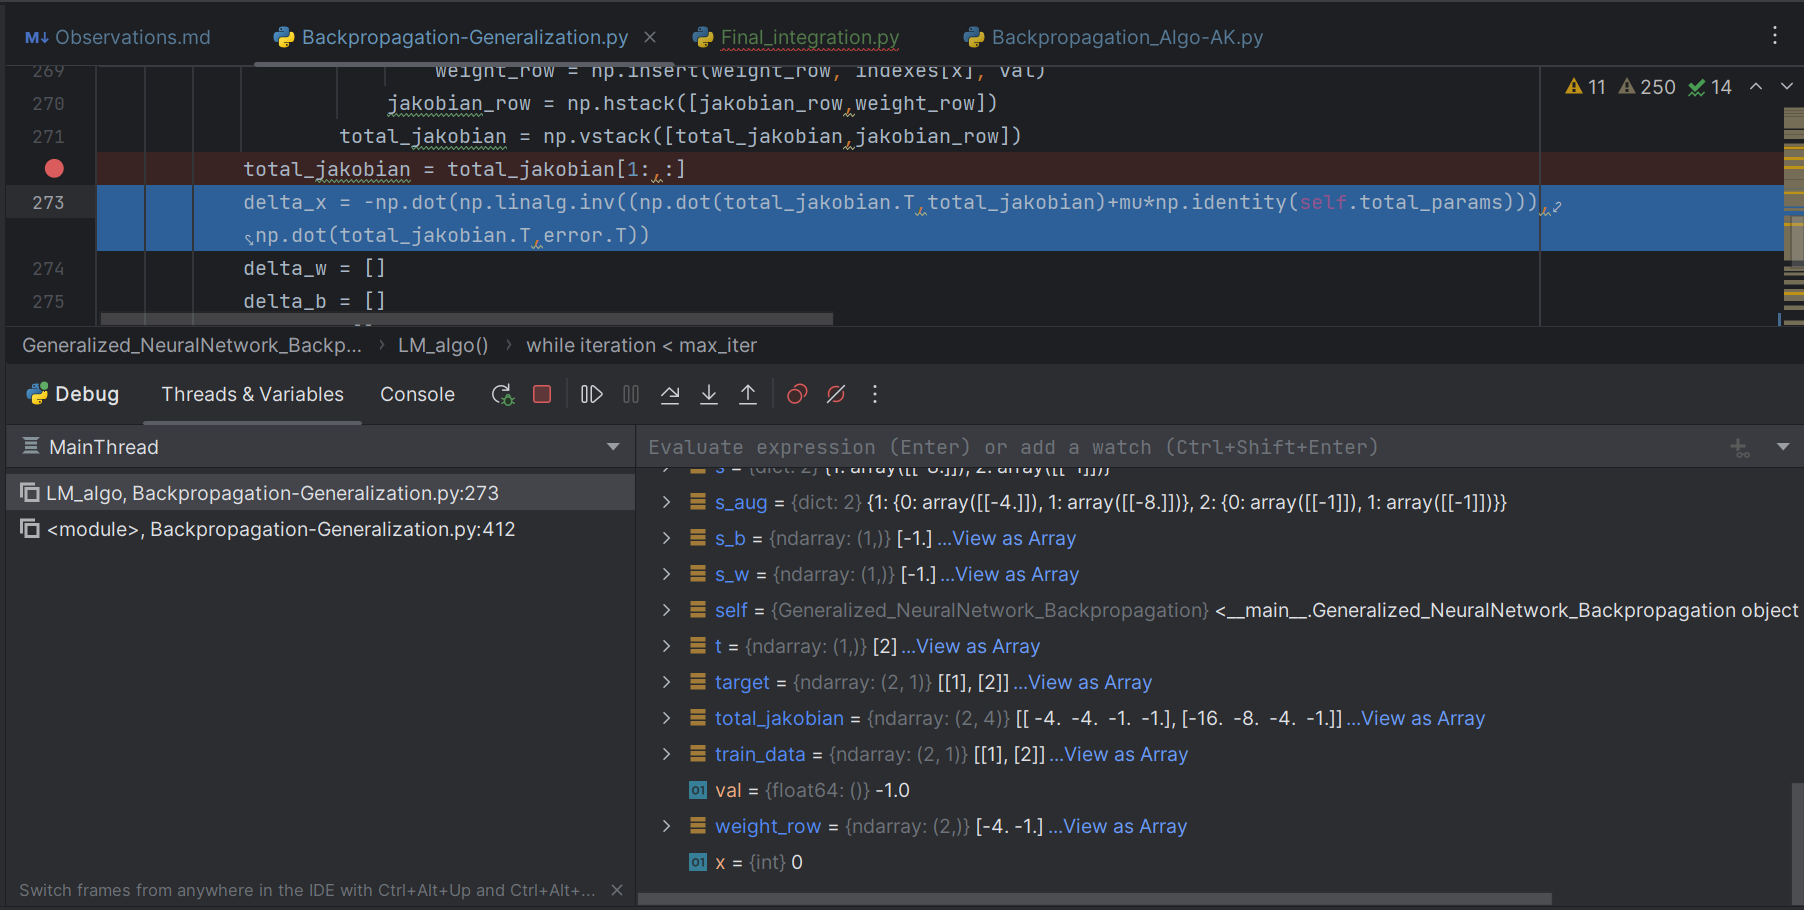 M↓ Observations.md Backpropagation-Generalization.py Final_integration.py Backpropagation_Algo-AK.py
269 weight_row = np.insert(weight_row, indexes[x], val)
11 250 14
270 jakobian_row = np.hstack([jakobian_row,weight_row])
271 total_jakobian = np.vstack([total_jakobian,jakobian_row])
total_jakobian = total_jakobian[1:,:]
273 delta_x = -np.dot(np.linalg.inv((np.dot(total_jakobian.T,total_jakobian)+mu*np.identity(self.total_params))),
np.dot(total_jakobian.T,error.T))
274 delta_w = []
275 delta_b = []
Generalized_NeuralNetwork_Backp... › LM_algo() › while iteration < max_iter
Debug Threads & Variables Console
MainThread
Evaluate expression (Enter) or add a watch (Ctrl+Shift+Enter)
LM_algo, Backpropagation-Generalization.py:273
<module>, Backpropagation-Generalization.py:412
s = {dict: 2} {1: array([[-8.]]), 2: array([[-1]])}
s_aug = {dict: 2} {1: {0: array([[-4.]]), 1: array([[-8.]])}, 2: {0: array([[-1]]), 1: array([[-1]])}}
s_b = {ndarray: (1,)} [-1.] ...View as Array
s_w = {ndarray: (1,)} [-1.] ...View as Array
self = {Generalized_NeuralNetwork_Backpropagation} <__main__.Generalized_NeuralNetwork_Backpropagation object
t = {ndarray: (1,)} [2] ...View as Array
target = {ndarray: (2, 1)} [[1], [2]] ...View as Array
total_jakobian = {ndarray: (2, 4)} [[ -4. -4. -1. -1.], [-16. -8. -4. -1.]] ...View as Array
train_data = {ndarray: (2, 1)} [[1], [2]] ...View as Array
01 val = {float64: ()} -1.0
weight_row = {ndarray: (2,)} [-4. -1.] ...View as Array
01 x = {int} 0
Switch frames from anywhere in the IDE with Ctrl+Alt+Up and Ctrl+Alt+...